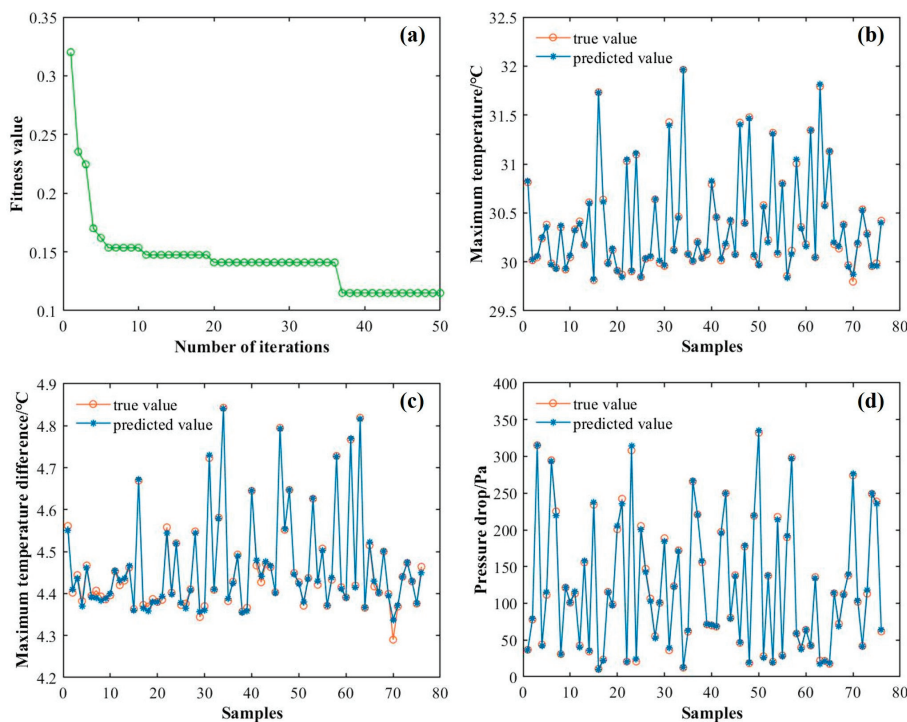 (a)
0.35
0.3
0.25
0.2
0.15
0.1
Fitness value
0 10 20 30 40 50
Number of iterations
(b)
true value
predicted value
32.5
32
31.5
31
30.5
30
29.5
Maximum temperature/°C
0 10 20 30 40 50 60 70 80
Samples
(c)
true value
predicted value
4.9
4.8
4.7
4.6
4.5
4.4
4.3
4.2
Maximum temperature difference/°C
0 10 20 30 40 50 60 70 80
Samples
(d)
true value
predicted value
400
350
300
250
200
150
100
50
0
Pressure drop/Pa
0 10 20 30 40 50 60 70 80
Samples